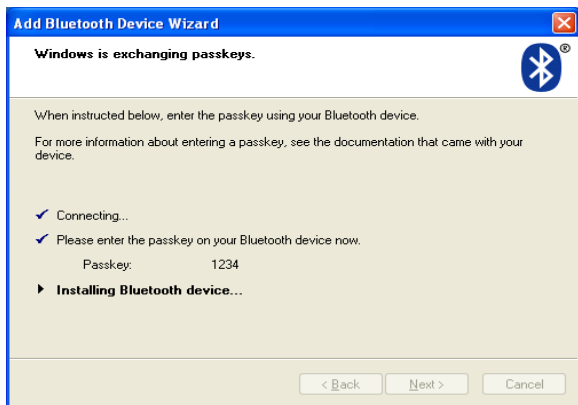 Add Bluetooth Device Wizard
Windows is exchanging passkeys.
®
When instructed below, enter the passkey using your Bluetooth device.
For more information about entering a passkey, see the documentation that came with your
device.
Connecting...
Please enter the passkey on your Bluetooth device now.
Passkey: 1234
Installing Bluetooth device...
< Back Next > Cancel